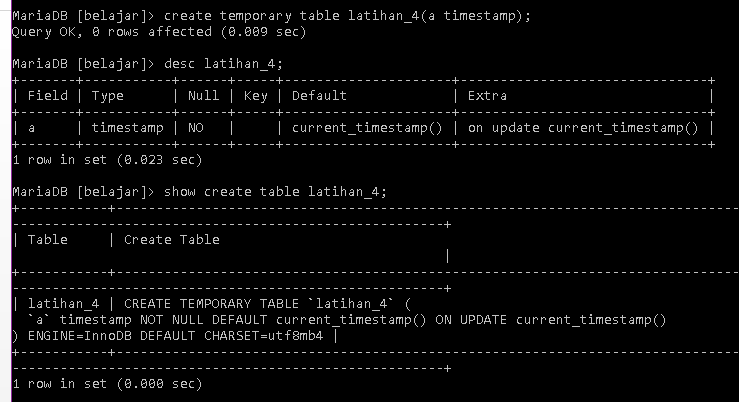 MariaDB [belajar]> create temporary table latihan_4(a timestamp);
Query OK, 0 rows affected (0.009 sec)
MariaDB [belajar]> desc latihan_4;
+-------+-----------+------+-----+---------------------+-------------------------------+
| Field | Type      | Null | Key | Default             | Extra                         |
+-------+-----------+------+-----+---------------------+-------------------------------+
| a     | timestamp | NO   |     | current_timestamp() | on update current_timestamp() |
+-------+-----------+------+-----+---------------------+-------------------------------+
1 row in set (0.023 sec)
MariaDB [belajar]> show create table latihan_4;
+-----------+------------------------------------------------------------------------------
------------------------------------------------------+
| Table     | Create Table
                                                      |
+-----------+------------------------------------------------------------------------------
------------------------------------------------------+
| latihan_4 | CREATE TEMPORARY TABLE `latihan_4` (
  `a` timestamp NOT NULL DEFAULT current_timestamp() ON UPDATE current_timestamp()
) ENGINE=InnoDB DEFAULT CHARSET=utf8mb4 |
+-----------+------------------------------------------------------------------------------
------------------------------------------------------+
1 row in set (0.000 sec)